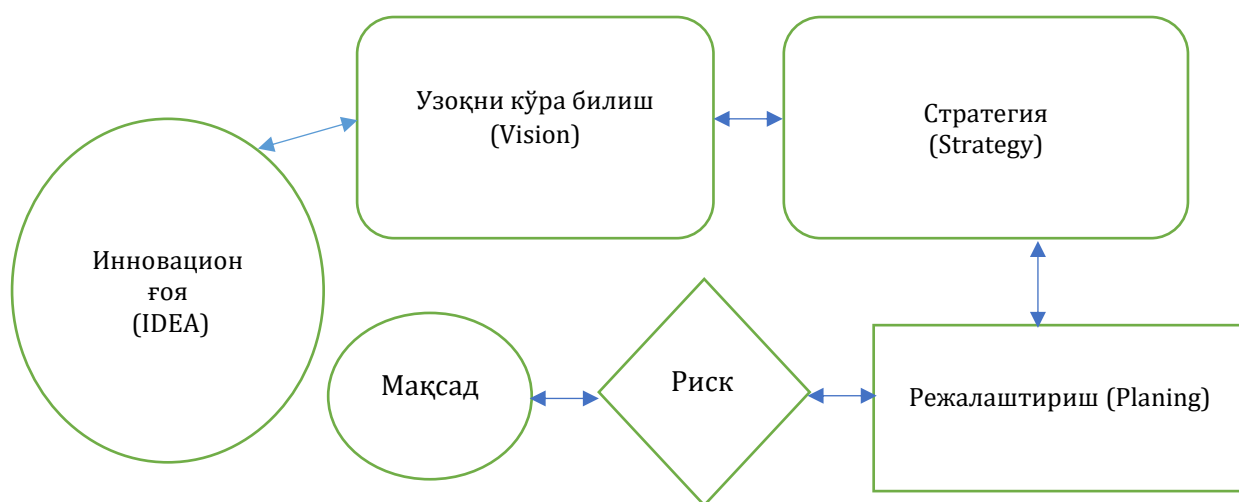 Узоқни кўра билиш
(Vision)
Стратегия
(Strategy)
Инновацион
ғоя
(IDEA)
Мақсад
Риск
Режалаштириш (Planing)